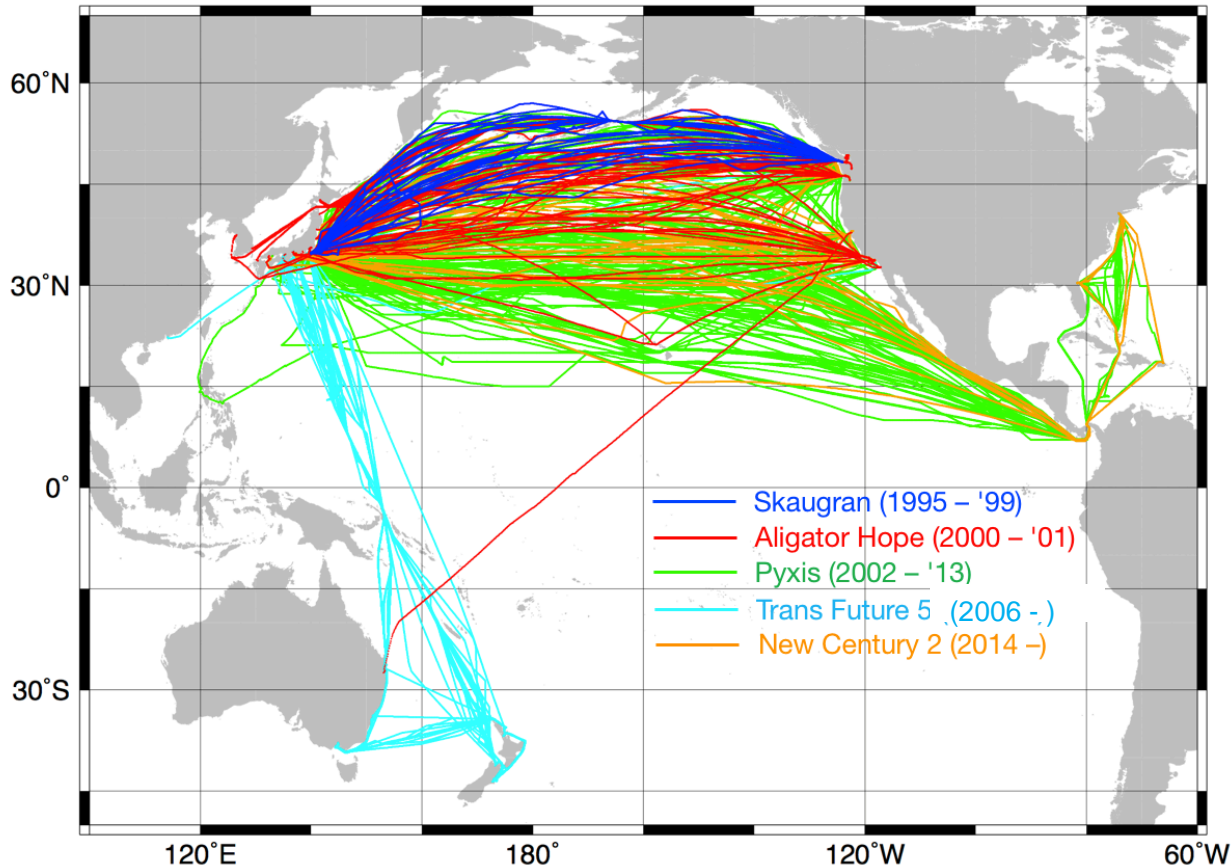 60°N
30°N
0°
30°S
Skaugran (1995 – '99)
Aligator Hope (2000 – '01)
Pyxis (2002 – '13)
Trans Future 5 (2006 -)
New Century 2 (2014 –)
120°E 180° 120°W 60°W